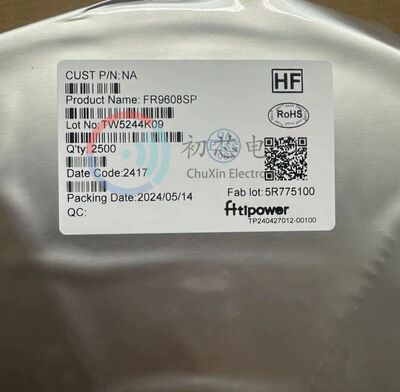 CUST P/N:NA
HF
Product Name: FR9608SP
RoHS
Lot No:TW5244K09
初芯电
Q'ty: 2500
ChuXin Electron
Date Code:2417
Fab lot:5R775100
Packing Date:2024/05/14
QC:
fitipower
TP240427012-00100